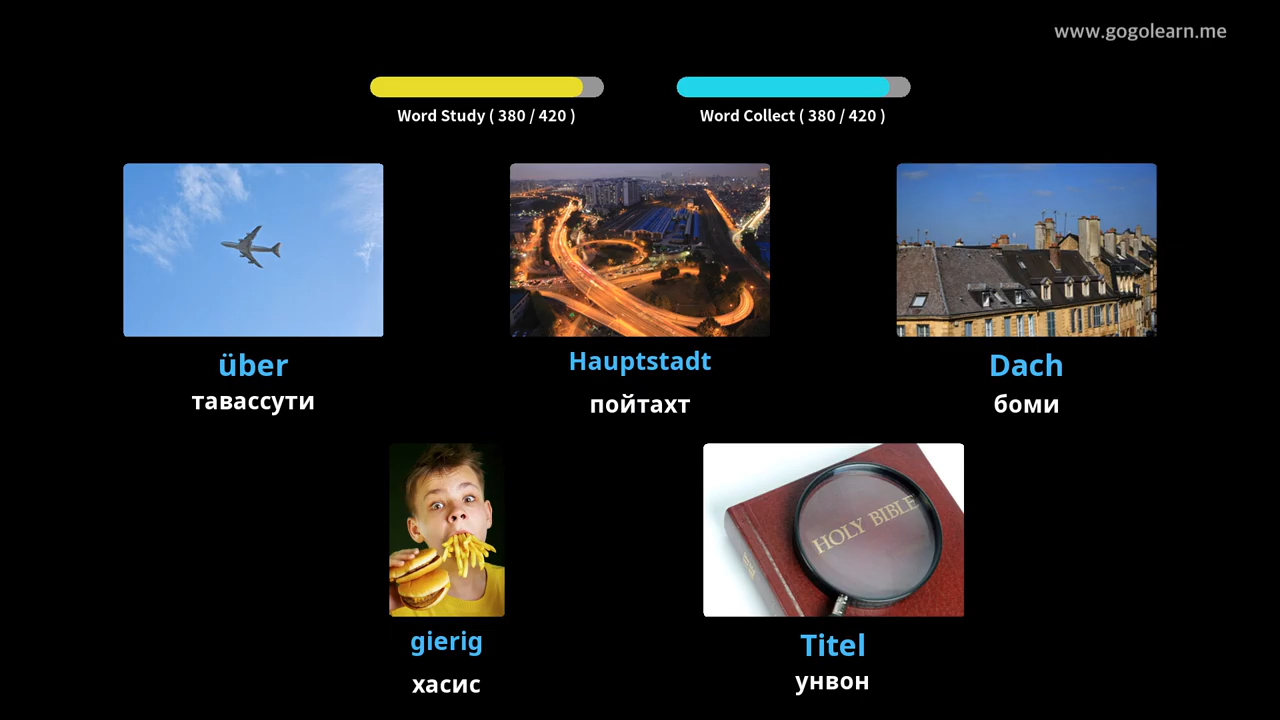 www.gogolearn.me
Word Study ( 380 / 420 )
Word Collect ( 380 / 420 )
über
тавассути
Hauptstadt
пойтахт
Dach
боми
HOLY BIBLE
gierig
хасис
Titel
унвон